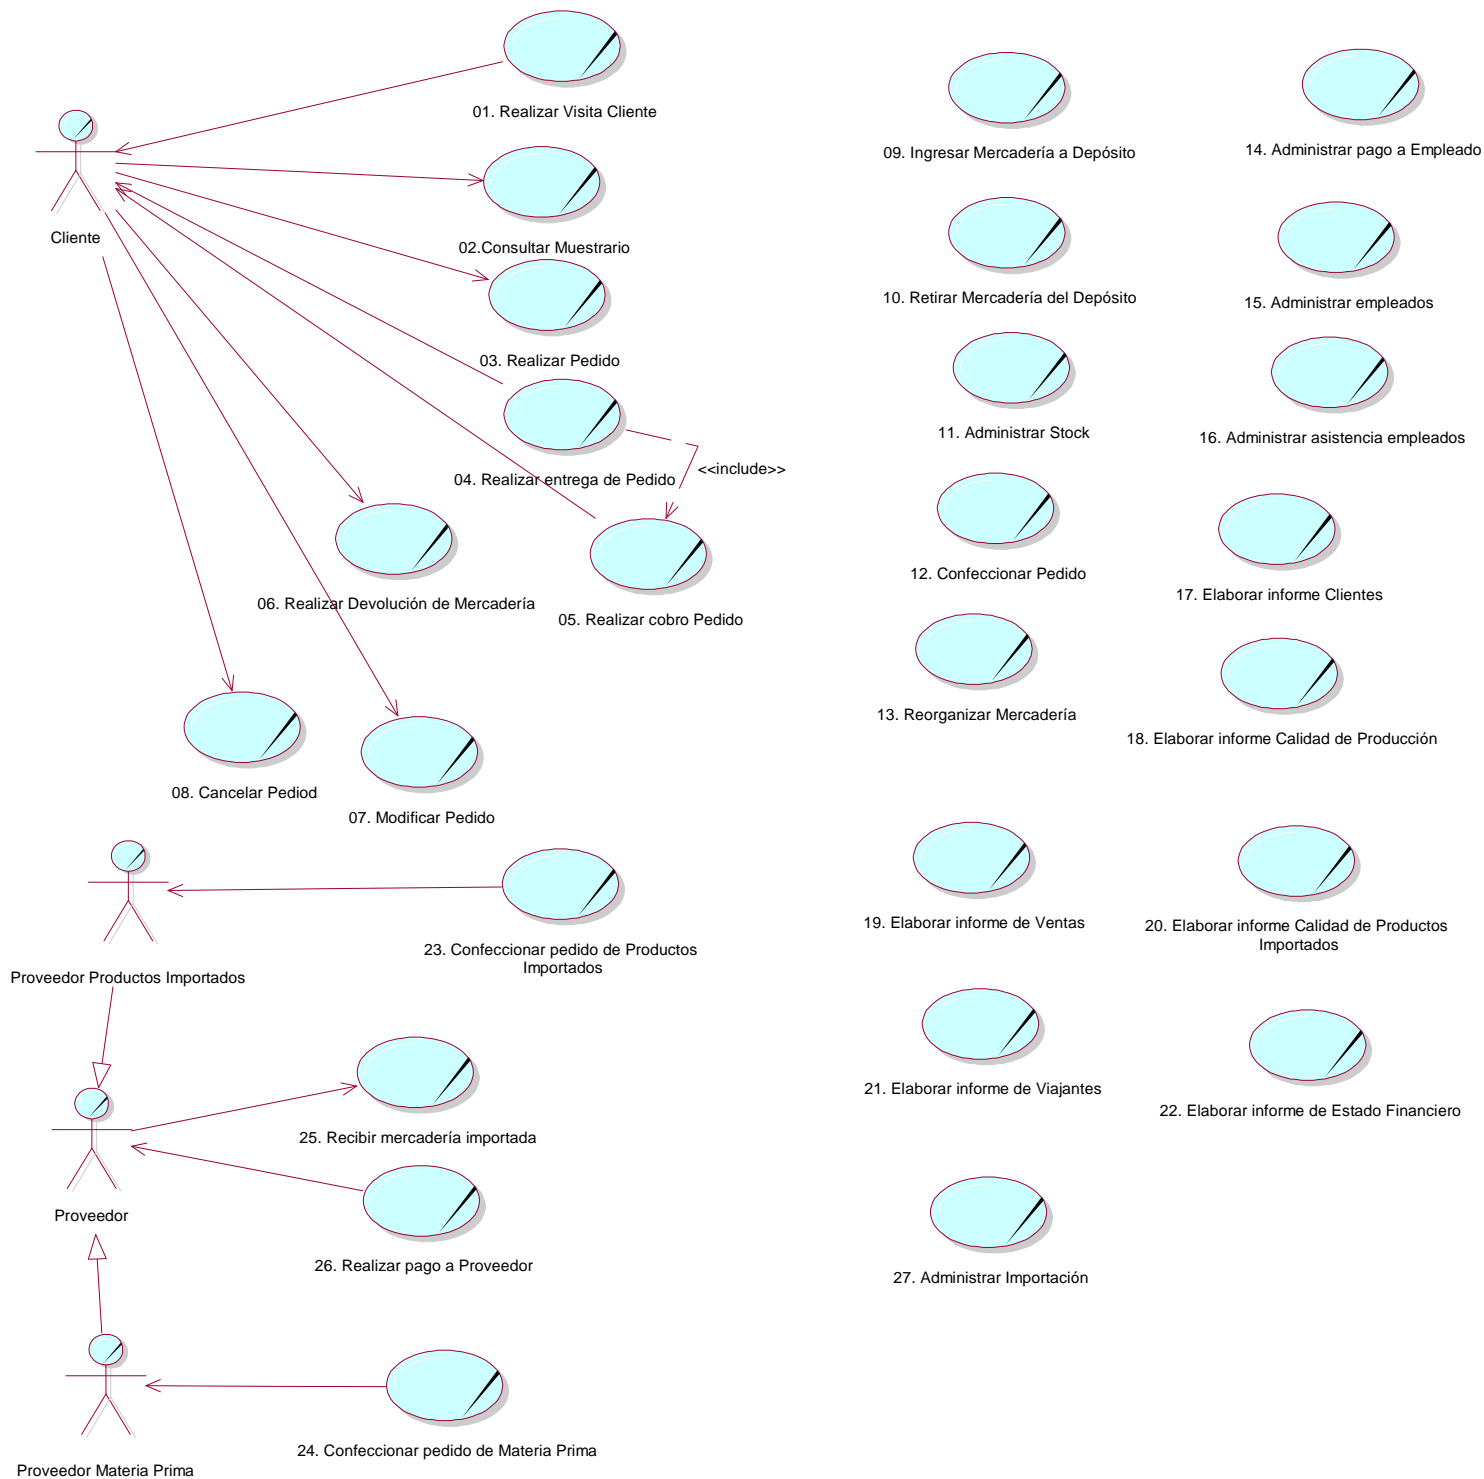 01. Realizar Visita Cliente
Cliente
02.Consultar Muestrario
03. Realizar Pedido
04. Realizar entrega de Pedido
<<include>>
06. Realizar Devolución de Mercadería
05. Realizar cobro Pedido
08. Cancelar Pediod
07. Modificar Pedido
09. Ingresar Mercadería a Depósito
14. Administrar pago a Empleado
10. Retirar Mercadería del Depósito
15. Administrar empleados
11. Administrar Stock
16. Administrar asistencia empleados
12. Confeccionar Pedido
17. Elaborar informe Clientes
13. Reorganizar Mercadería
18. Elaborar informe Calidad de Producción
19. Elaborar informe de Ventas
20. Elaborar informe Calidad de Productos
Importados
21. Elaborar informe de Viajantes
22. Elaborar informe de Estado Financiero
27. Administrar Importación
23. Confeccionar pedido de Productos
Importados
Proveedor Productos Importados
25. Recibir mercadería importada
Proveedor
26. Realizar pago a Proveedor
24. Confeccionar pedido de Materia Prima
Proveedor Materia Prima